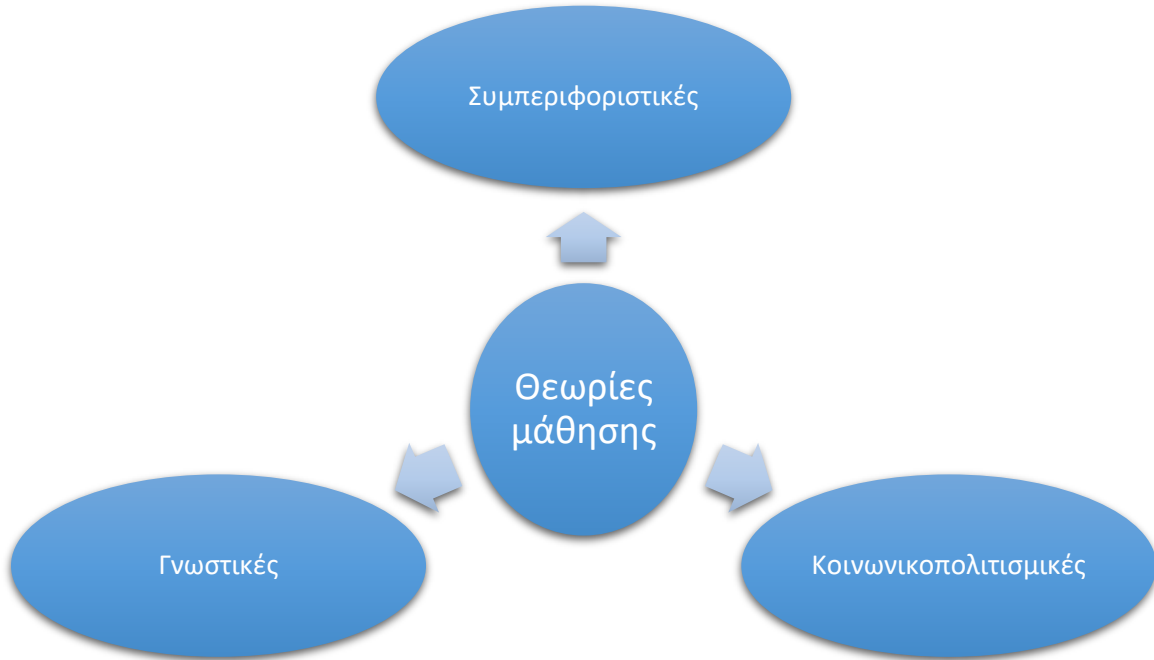 Συμπεριφοριστικές
Θεωρίες
μάθησης
Γνωστικές
Κοινωνικοπολιτισμικές